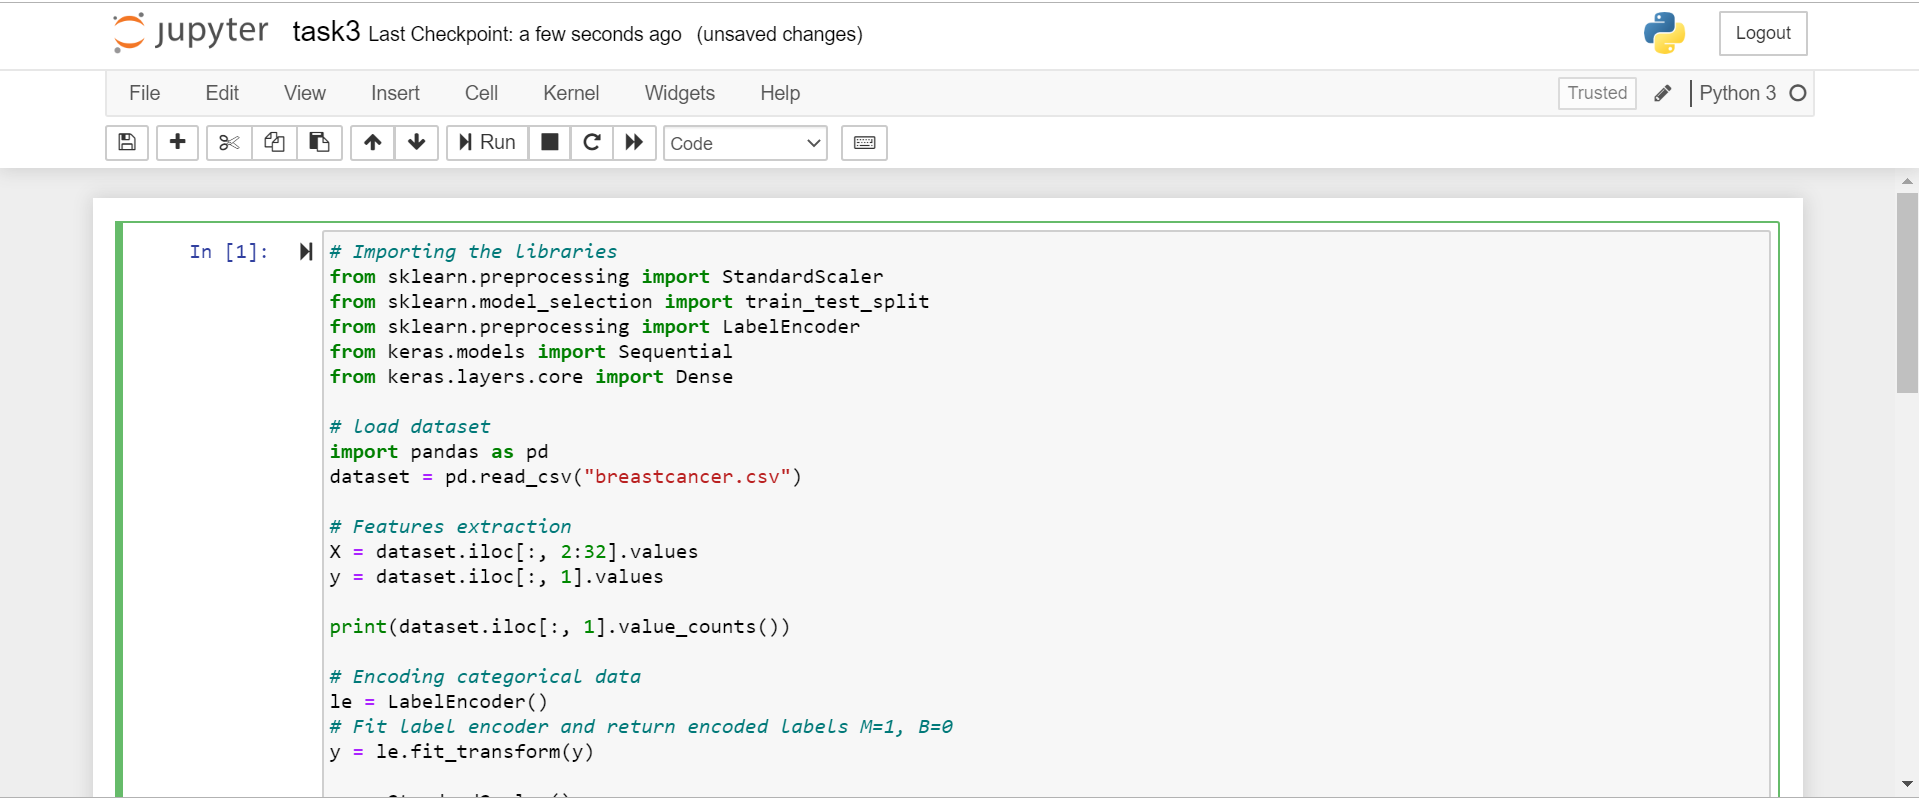 jupyter task3 Last Checkpoint: a few seconds ago (unsaved changes)
Logout
File Edit View Insert Cell Kernel Widgets Help
Trusted Python 3
Run Code
In [1]:
# Importing the libraries
from sklearn.preprocessing import StandardScaler
from sklearn.model_selection import train_test_split
from sklearn.preprocessing import LabelEncoder
from keras.models import Sequential
from keras.layers.core import Dense
# load dataset
import pandas as pd
dataset = pd.read_csv("breastcancer.csv")
# Features extraction
X = dataset.iloc[:, 2:32].values
y = dataset.iloc[:, 1].values
print(dataset.iloc[:, 1].value_counts())
# Encoding categorical data
le = LabelEncoder()
# Fit label encoder and return encoded labels M=1, B=0
y = le.fit_transform(y)